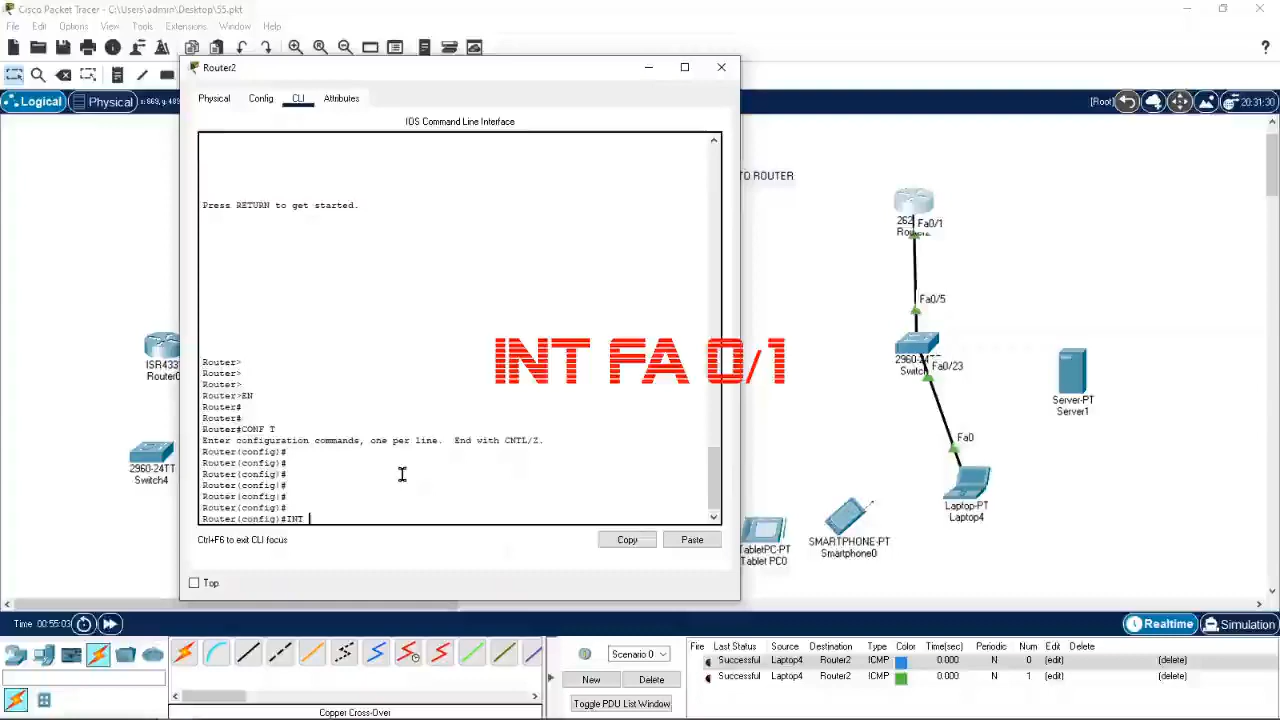 Cisco Packet Tracer - C:\Users\admin\Desktop\55.pkt
File Edit Options View Tools Extensions Window Help
Logical Physical x: 869, y: 489 [Root] 20:31:30
Router2
Physical Config CLI Attributes
IOS Command Line Interface
Press RETURN to get started.
Router>
Router>
Router>
Router>EN
Router#
Router#
Router#CONF T
Enter configuration commands, one per line. End with CNTL/Z.
Router(config)#
Router(config)#
Router(config)#
Router(config)#
Router(config)#
Router(config)#
Router(config)#INT
Ctrl+F6 to exit CLI focus
Copy Paste
Top
INT FA 0/1
TO ROUTER
Fa0/1
Router2
Fa0/5
Fa0/23
Fa0
Laptop-PT
Laptop4
Server-PT
Server1
SMARTPHONE-PT
Smartphone0
TabletPC-PT
Tablet PC0
ISR433
Router0
2960-24TT
Switch4
Time: 00:55:03 Realtime Simulation
Scenario 0
New Delete
Toggle PDU List Window
Copper Cross-Over
Fire Last Status Source Destination Type Color Time(sec) Periodic Num Edit Delete
Successful Laptop4 Router2 ICMP 0.000 N 0 (edit) (delete)
Successful Laptop4 Router2 ICMP 0.000 N 1 (edit) (delete)